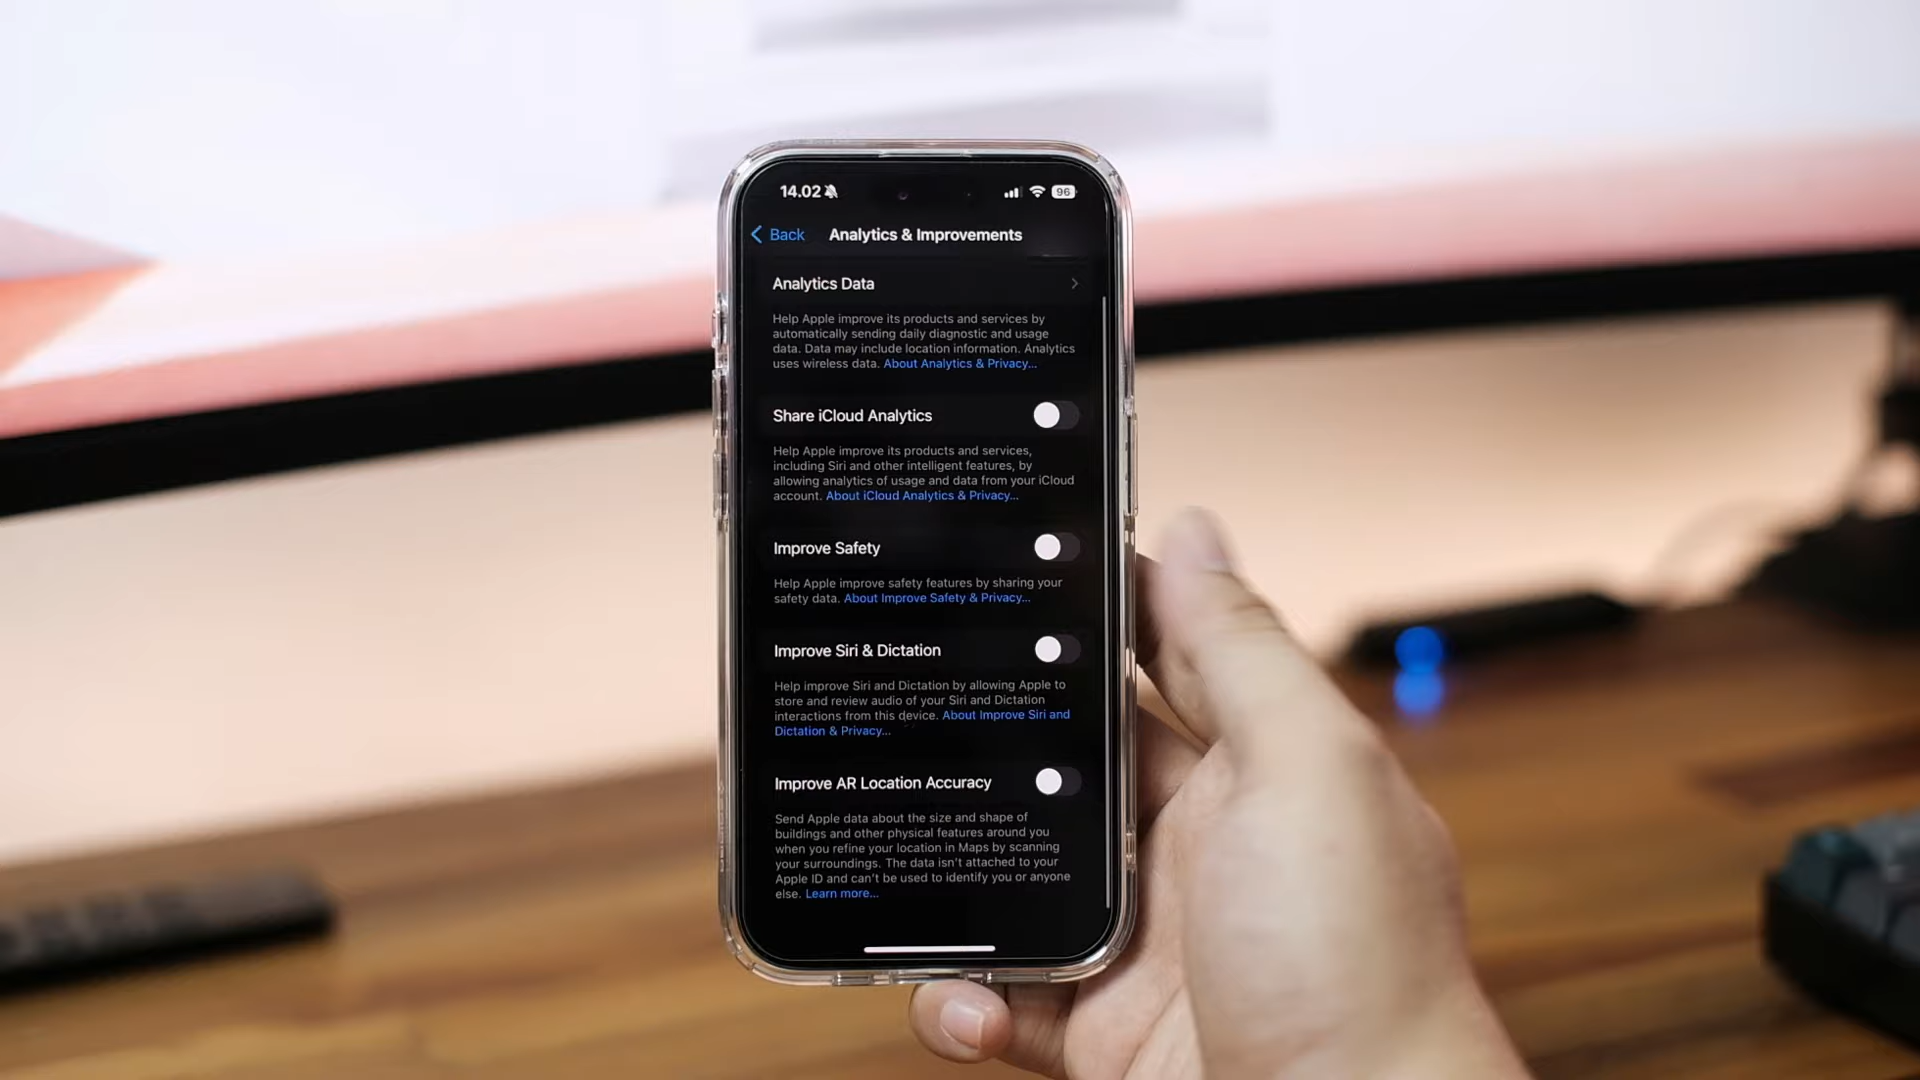 14.02
96
Back
Analytics & Improvements
Analytics Data
Help Apple improve its products and services by
automatically sending daily diagnostic and usage
data. Data may include location information. Analytics
uses wireless data. About Analytics & Privacy...
Share iCloud Analytics
Help Apple improve its products and services,
including Siri and other intelligent features, by
allowing analytics of usage and data from your iCloud
account. About iCloud Analytics & Privacy...
Improve Safety
Help Apple improve safety features by sharing your
safety data. About Improve Safety & Privacy...
Improve Siri & Dictation
Help improve Siri and Dictation by allowing Apple to
store and review audio of your Siri and Dictation
interactions from this device. About Improve Siri and
Dictation & Privacy...
Improve AR Location Accuracy
Send Apple data about the size and shape of
buildings and other physical features around you
when you refine your location in Maps by scanning
your surroundings. The data isn't attached to your
Apple ID and can't be used to identify you or anyone
else. Learn more...